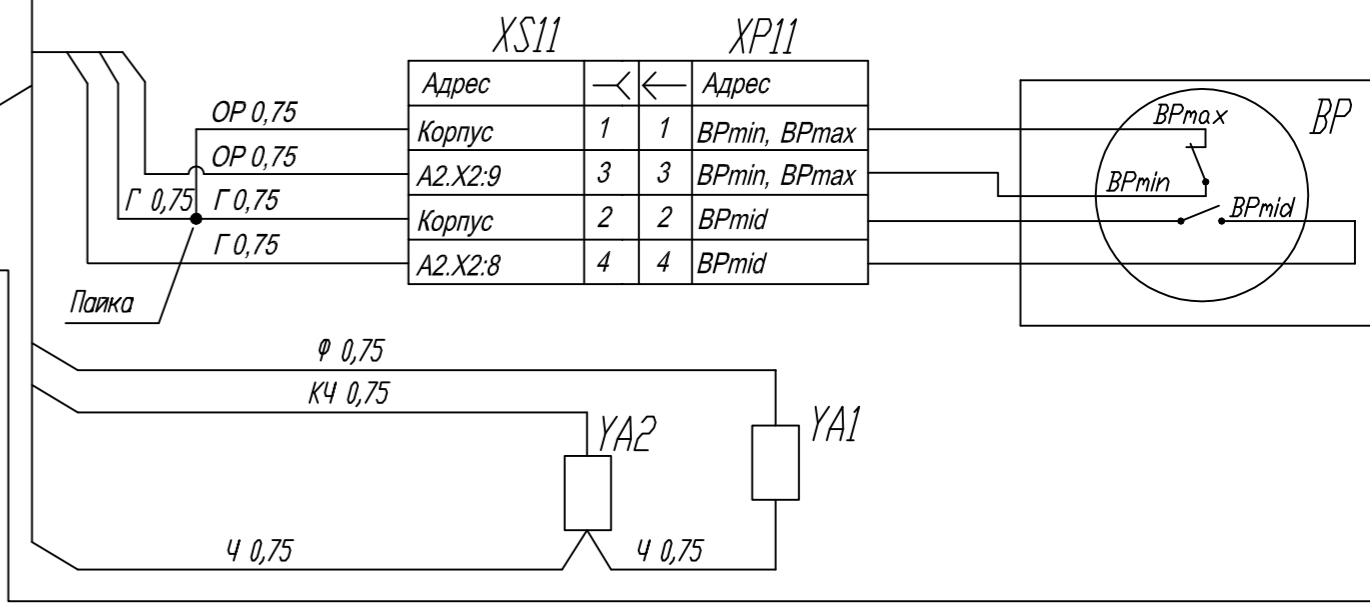 XS11
XP11
Адрес
Адрес
Корпус 1 1 BPmin, BPmax
A2.X2:9 3 3 BPmin, BPmax
Корпус 2 2 BPmid
A2.X2:8 4 4 BPmid
ОР 0,75
ОР 0,75
Г 0,75
Г 0,75
Г 0,75
Пайка
BP
BPmax
BPmin
BPmid
Ф 0,75
КЧ 0,75
YA2
YA1
Ч 0,75
Ч 0,75